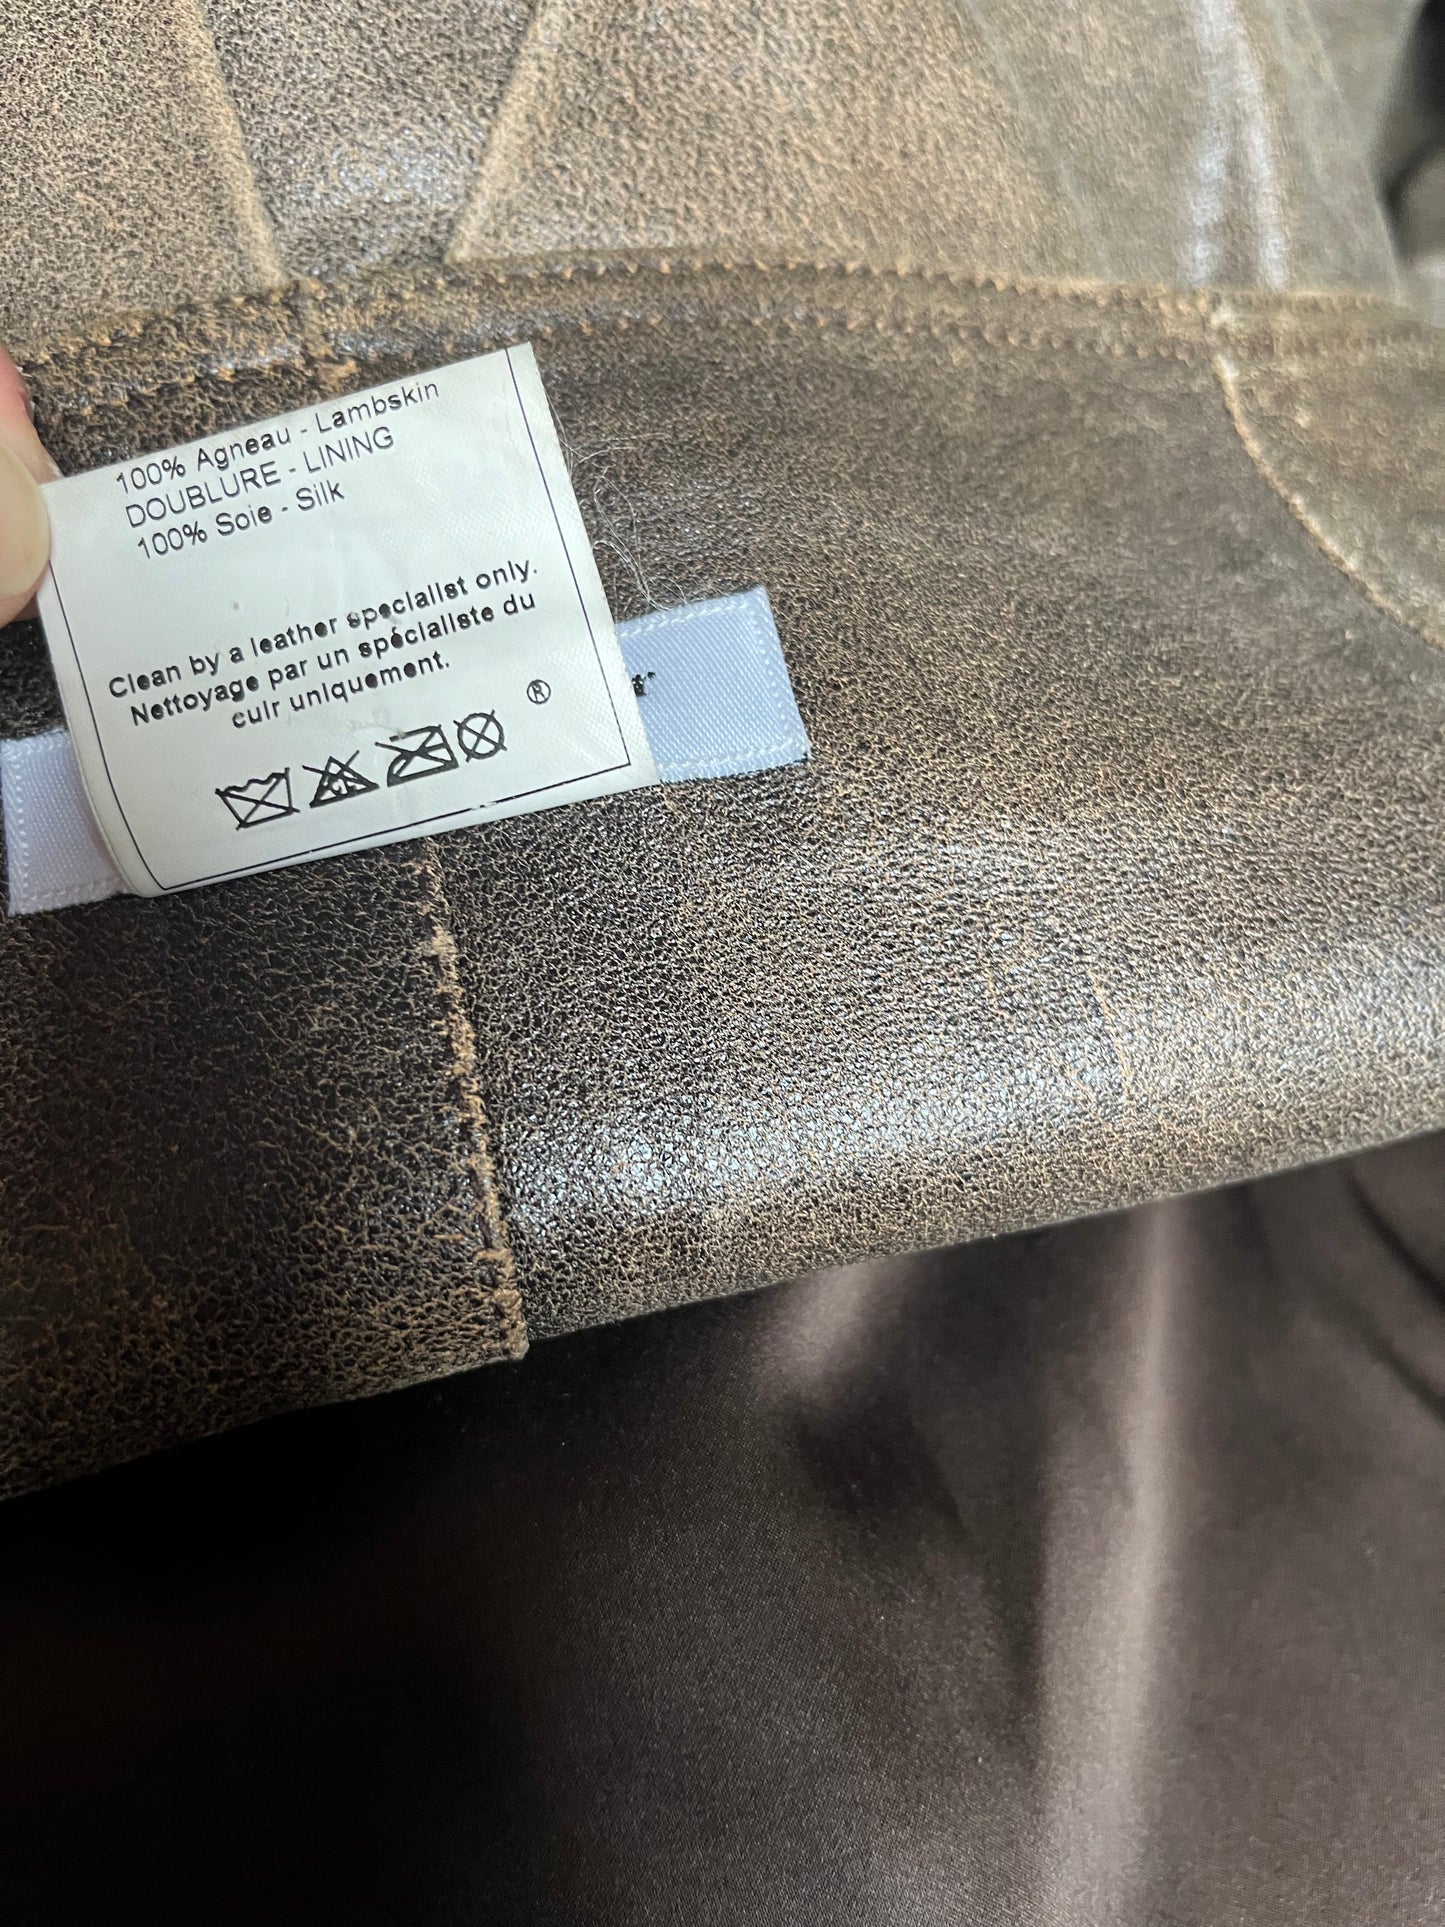 100% Agneau - Lambskin
DOUBLURE - LINING
100% Soie - Silk
Clean by a leather specialist only.
Nettoyage par un spécialiste du
cuir uniquement.
®